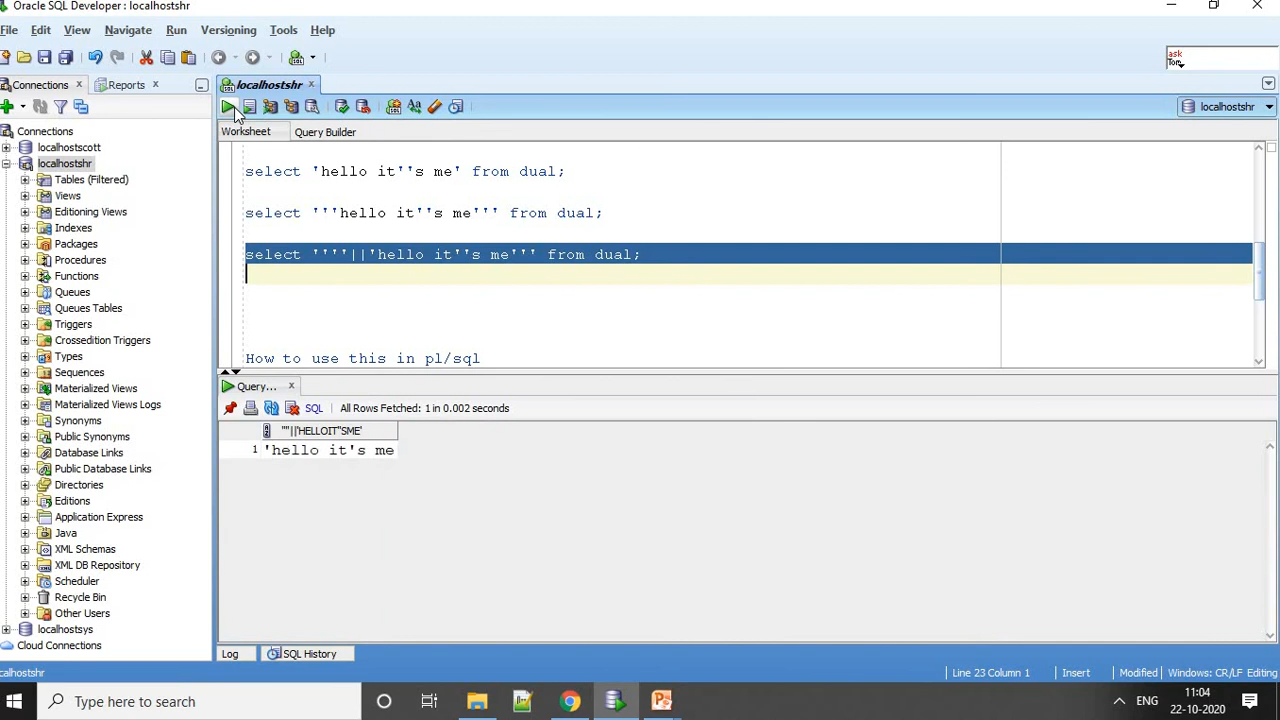 Oracle SQL Developer : localhostshr
File Edit View Navigate Run Versioning Tools Help
ask
Tom
Connections Reports localhostshr
localhostshr
Worksheet Query Builder
Connections
localhostscott
localhostshr
Tables (Filtered)
Views
Editioning Views
Indexes
Packages
Procedures
Functions
Queues
Queues Tables
Triggers
Crossedition Triggers
Types
Sequences
Materialized Views
Materialized Views Logs
Synonyms
Public Synonyms
Database Links
Public Database Links
Directories
Editions
Application Express
Java
XML Schemas
XML DB Repository
Scheduler
Recycle Bin
Other Users
localhostsys
Cloud Connections
select 'hello it''s me' from dual;
select '''hello it''s me''' from dual;
select ''''||'hello it''s me''' from dual;
How to use this in pl/sql
Query...
SQL All Rows Fetched: 1 in 0.002 seconds
''''||'HELLOIT''SME'
1 'hello it's me
Log SQL History
calhostshr Line 23 Column 1 Insert Modified Windows: CR/LF Editing
Type here to search
ENG
11:04
22-10-2020